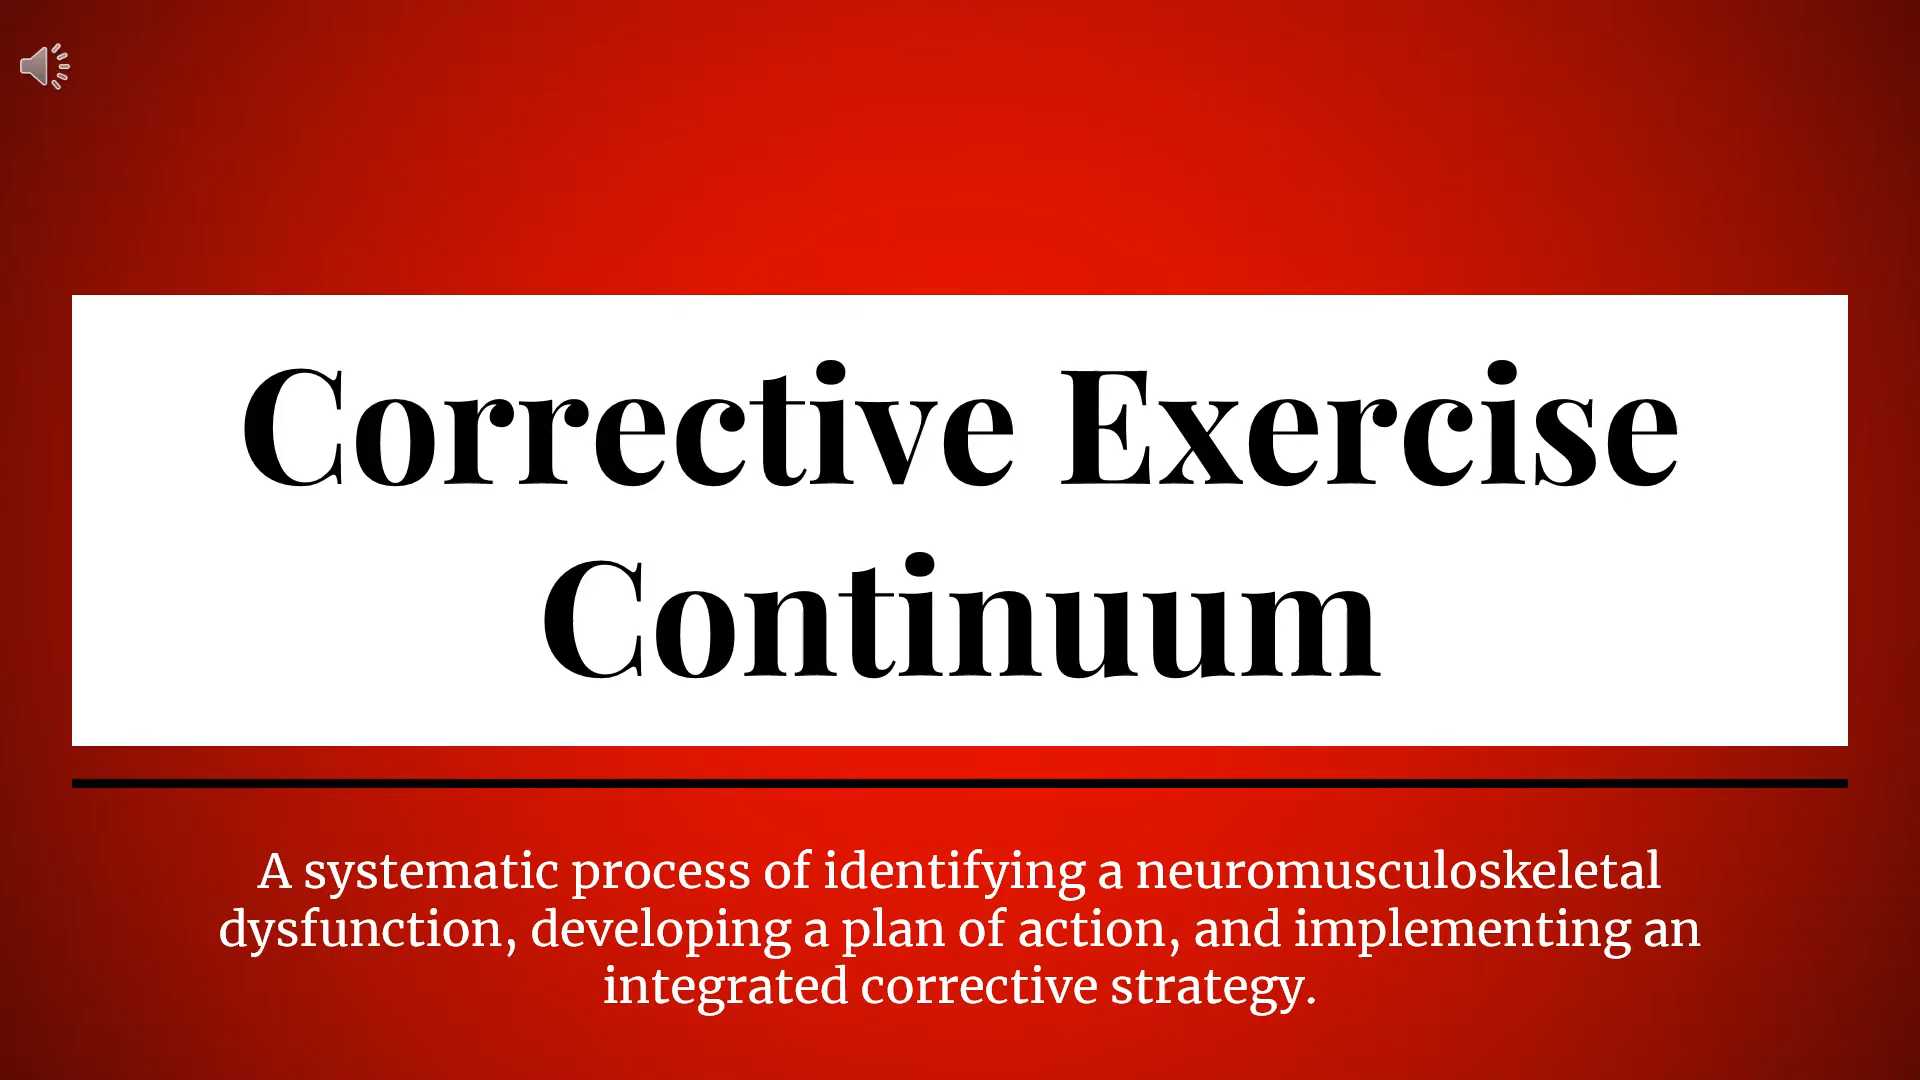 Corrective Exercise
Continuum
A systematic process of identifying a neuromusculoskeletal
dysfunction, developing a plan of action, and implementing an
integrated corrective strategy.